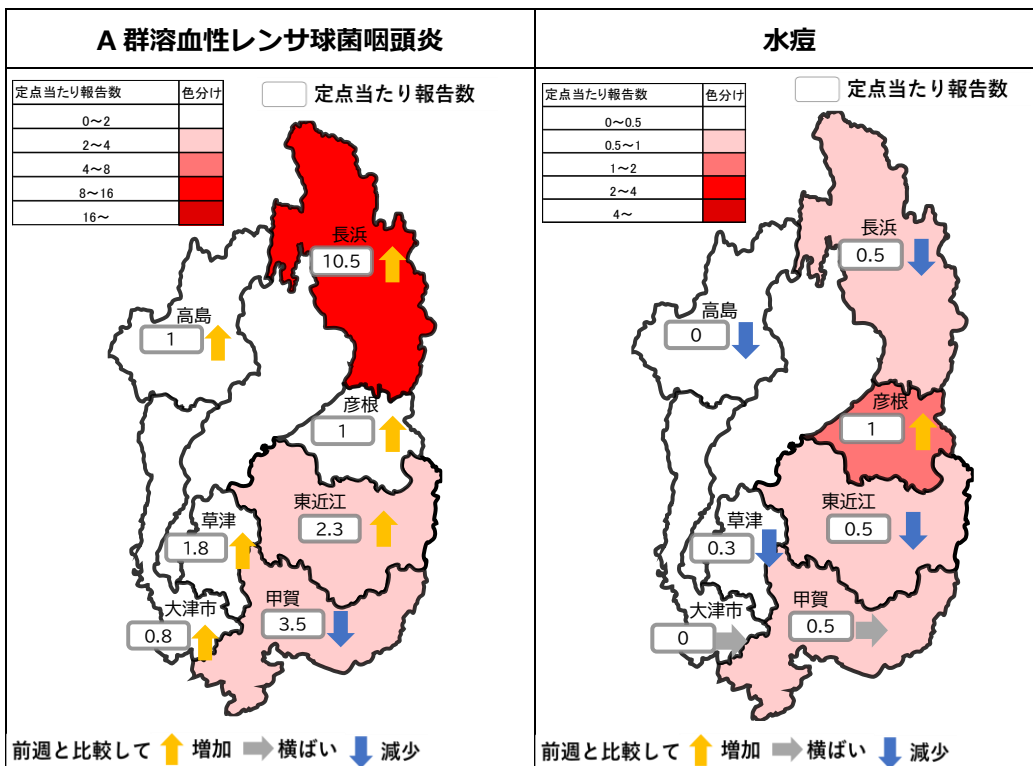 A 群溶血性レンサ球菌咽頭炎
定点当たり報告数 色分け
0～2
2～4
4～8
8～16
16～
定点当たり報告数
長浜
10.5
高島
1
彦根
1
東近江
2.3
草津
1.8
甲賀
3.5
大津市
0.8
前週と比較して 増加 横ばい 減少
水痘
定点当たり報告数 色分け
0～0.5
0.5～1
1～2
2～4
4～
定点当たり報告数
長浜
0.5
高島
0
彦根
1
東近江
0.5
草津
0.3
甲賀
0.5
大津市
0
前週と比較して 増加 横ばい 減少